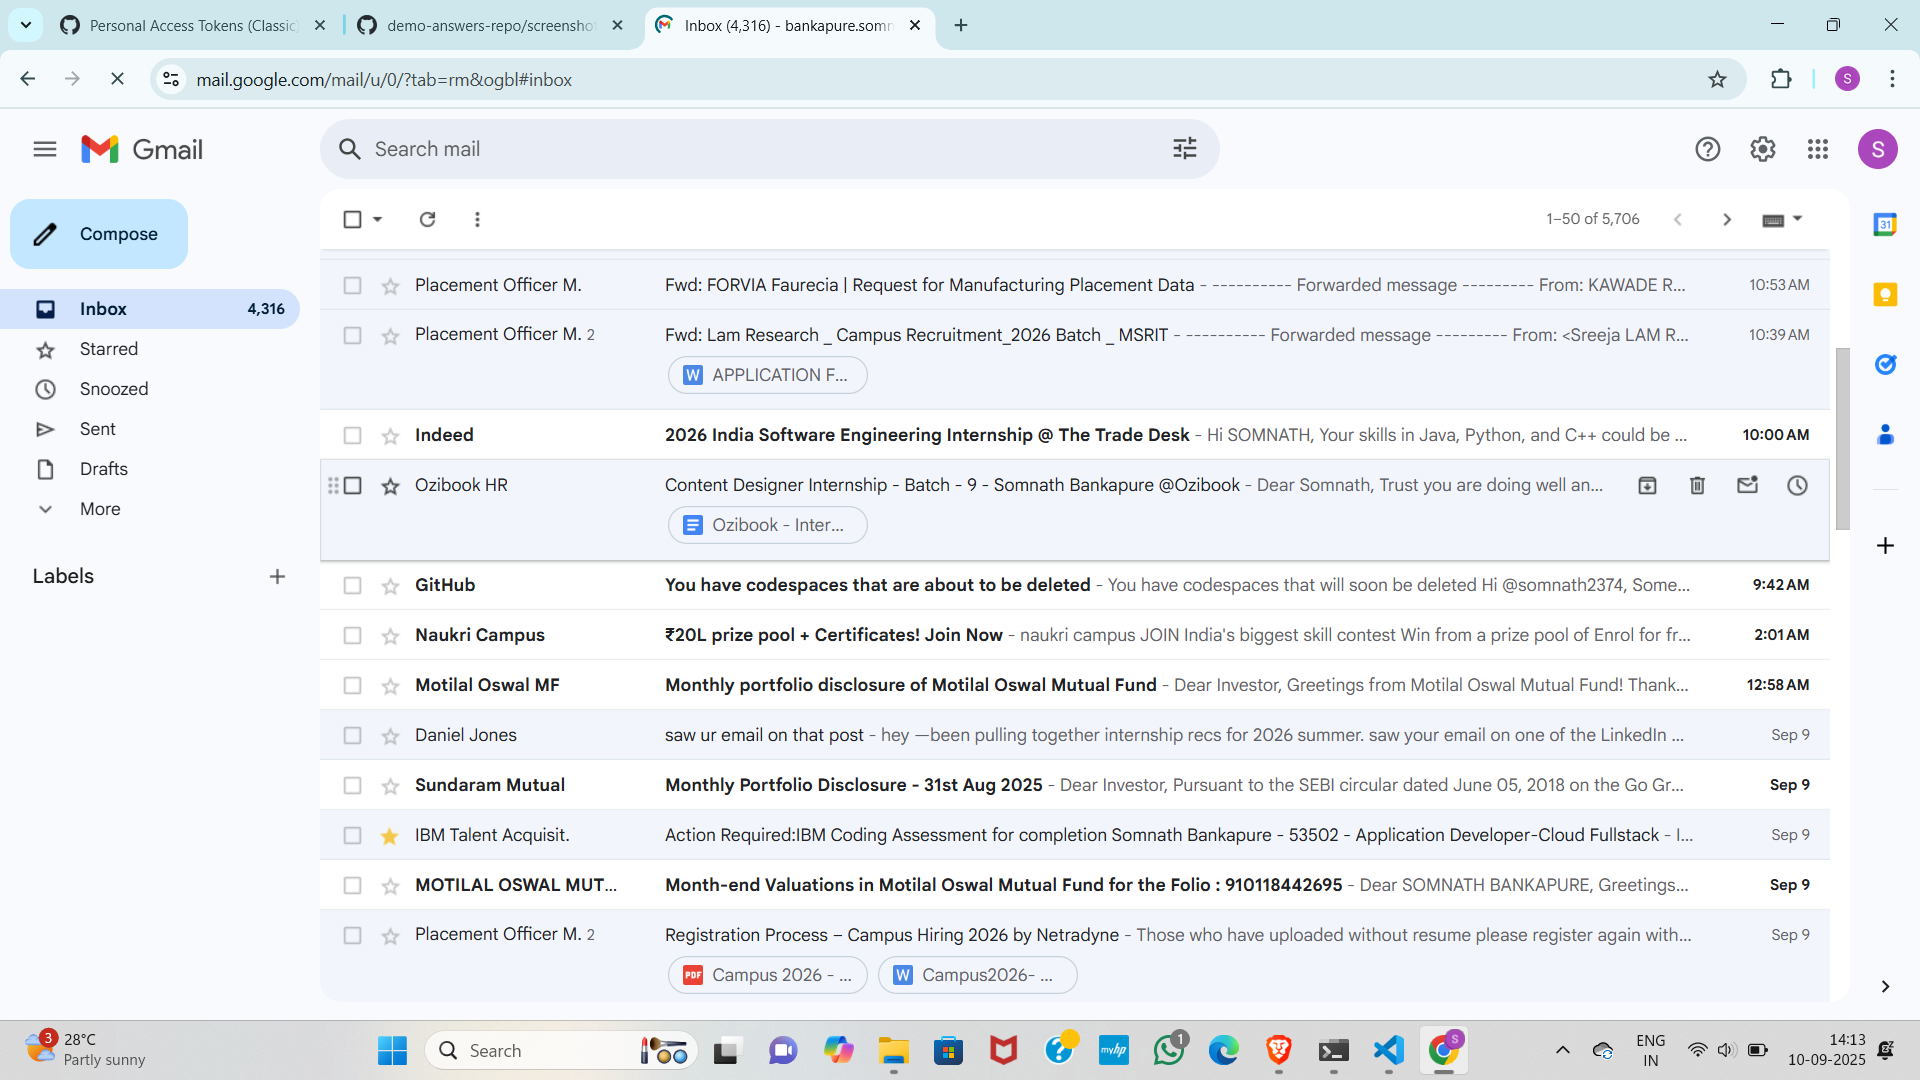 Personal Access Tokens (Classic)
demo-answers-repo/screenshot
Inbox (4,316) - bankapure.somn
mail.google.com/mail/u/0/?tab=rm&ogbl#inbox
S
Gmail
Search mail
S
Compose
1–50 of 5,706
31
Inbox 4,316
Starred
Snoozed
Sent
Drafts
More
Labels
Placement Officer M. Fwd: FORVIA Faurecia | Request for Manufacturing Placement Data - ---------- Forwarded message --------- From: KAWADE R... 10:53 AM
Placement Officer M. 2 Fwd: Lam Research _ Campus Recruitment_2026 Batch _ MSRIT - ---------- Forwarded message --------- From: <Sreeja LAM R... 10:39 AM
W APPLICATION F...
Indeed 2026 India Software Engineering Internship @ The Trade Desk - Hi SOMNATH, Your skills in Java, Python, and C++ could be ... 10:00 AM
Ozibook HR Content Designer Internship - Batch - 9 - Somnath Bankapure @Ozibook - Dear Somnath, Trust you are doing well an...
Ozibook - Inter...
GitHub You have codespaces that are about to be deleted - You have codespaces that will soon be deleted Hi @somnath2374, Some... 9:42 AM
Naukri Campus ₹20L prize pool + Certificates! Join Now - naukri campus JOIN India's biggest skill contest Win from a prize pool of Enrol for fr... 2:01 AM
Motilal Oswal MF Monthly portfolio disclosure of Motilal Oswal Mutual Fund - Dear Investor, Greetings from Motilal Oswal Mutual Fund! Thank... 12:58 AM
Daniel Jones saw ur email on that post - hey —been pulling together internship recs for 2026 summer. saw your email on one of the LinkedIn ... Sep 9
Sundaram Mutual Monthly Portfolio Disclosure - 31st Aug 2025 - Dear Investor, Pursuant to the SEBI circular dated June 05, 2018 on the Go Gr... Sep 9
IBM Talent Acquisit. Action Required:IBM Coding Assessment for completion Somnath Bankapure - 53502 - Application Developer-Cloud Fullstack - I... Sep 9
MOTILAL OSWAL MUT... Month-end Valuations in Motilal Oswal Mutual Fund for the Folio : 910118442695 - Dear SOMNATH BANKAPURE, Greetings... Sep 9
Placement Officer M. 2 Registration Process – Campus Hiring 2026 by Netradyne - Those who have uploaded without resume please register again with... Sep 9
PDF Campus 2026 - ... W Campus2026- ...
3
28°C
Partly sunny
Search
myhp
1
S
ENG
IN
14:13
10-09-2025